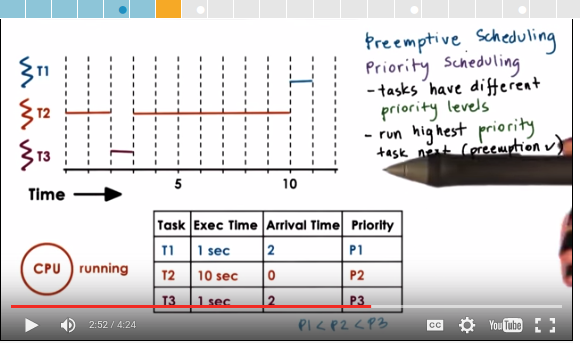 Preemptive Scheduling
Priority Scheduling
- tasks have different
priority levels
- run highest priority
task next (preemption ✓)
T1
T2
T3
5
10
Time
Task Exec Time Arrival Time Priority
T1 1 sec 2 P1
T2 10 sec 0 P2
T3 1 sec 2 P3
CPU running
P1 < P2 < P3
2:52 / 4:24
CC
YouTube